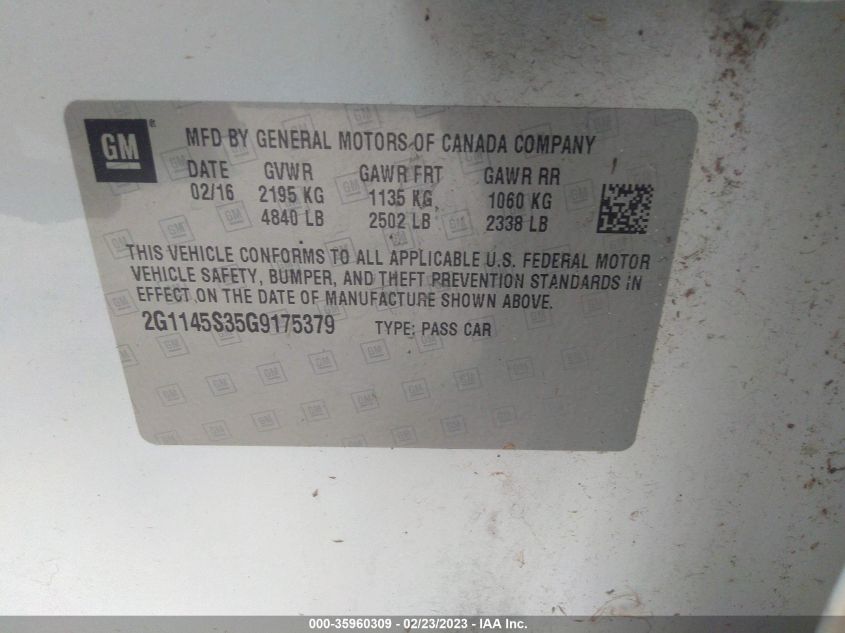 GM
MFD BY GENERAL MOTORS OF CANADA COMPANY
DATE GVWR GAWR FRT GAWR RR
02/16 2195 KG 1135 KG 1060 KG
4840 LB 2502 LB 2338 LB
THIS VEHICLE CONFORMS TO ALL APPLICABLE U.S. FEDERAL MOTOR
VEHICLE SAFETY, BUMPER, AND THEFT PREVENTION STANDARDS IN
EFFECT ON THE DATE OF MANUFACTURE SHOWN ABOVE.
2G1145S35G9175379 TYPE: PASS CAR
000-35960309 — 02/23/2023 — IAA Inc.